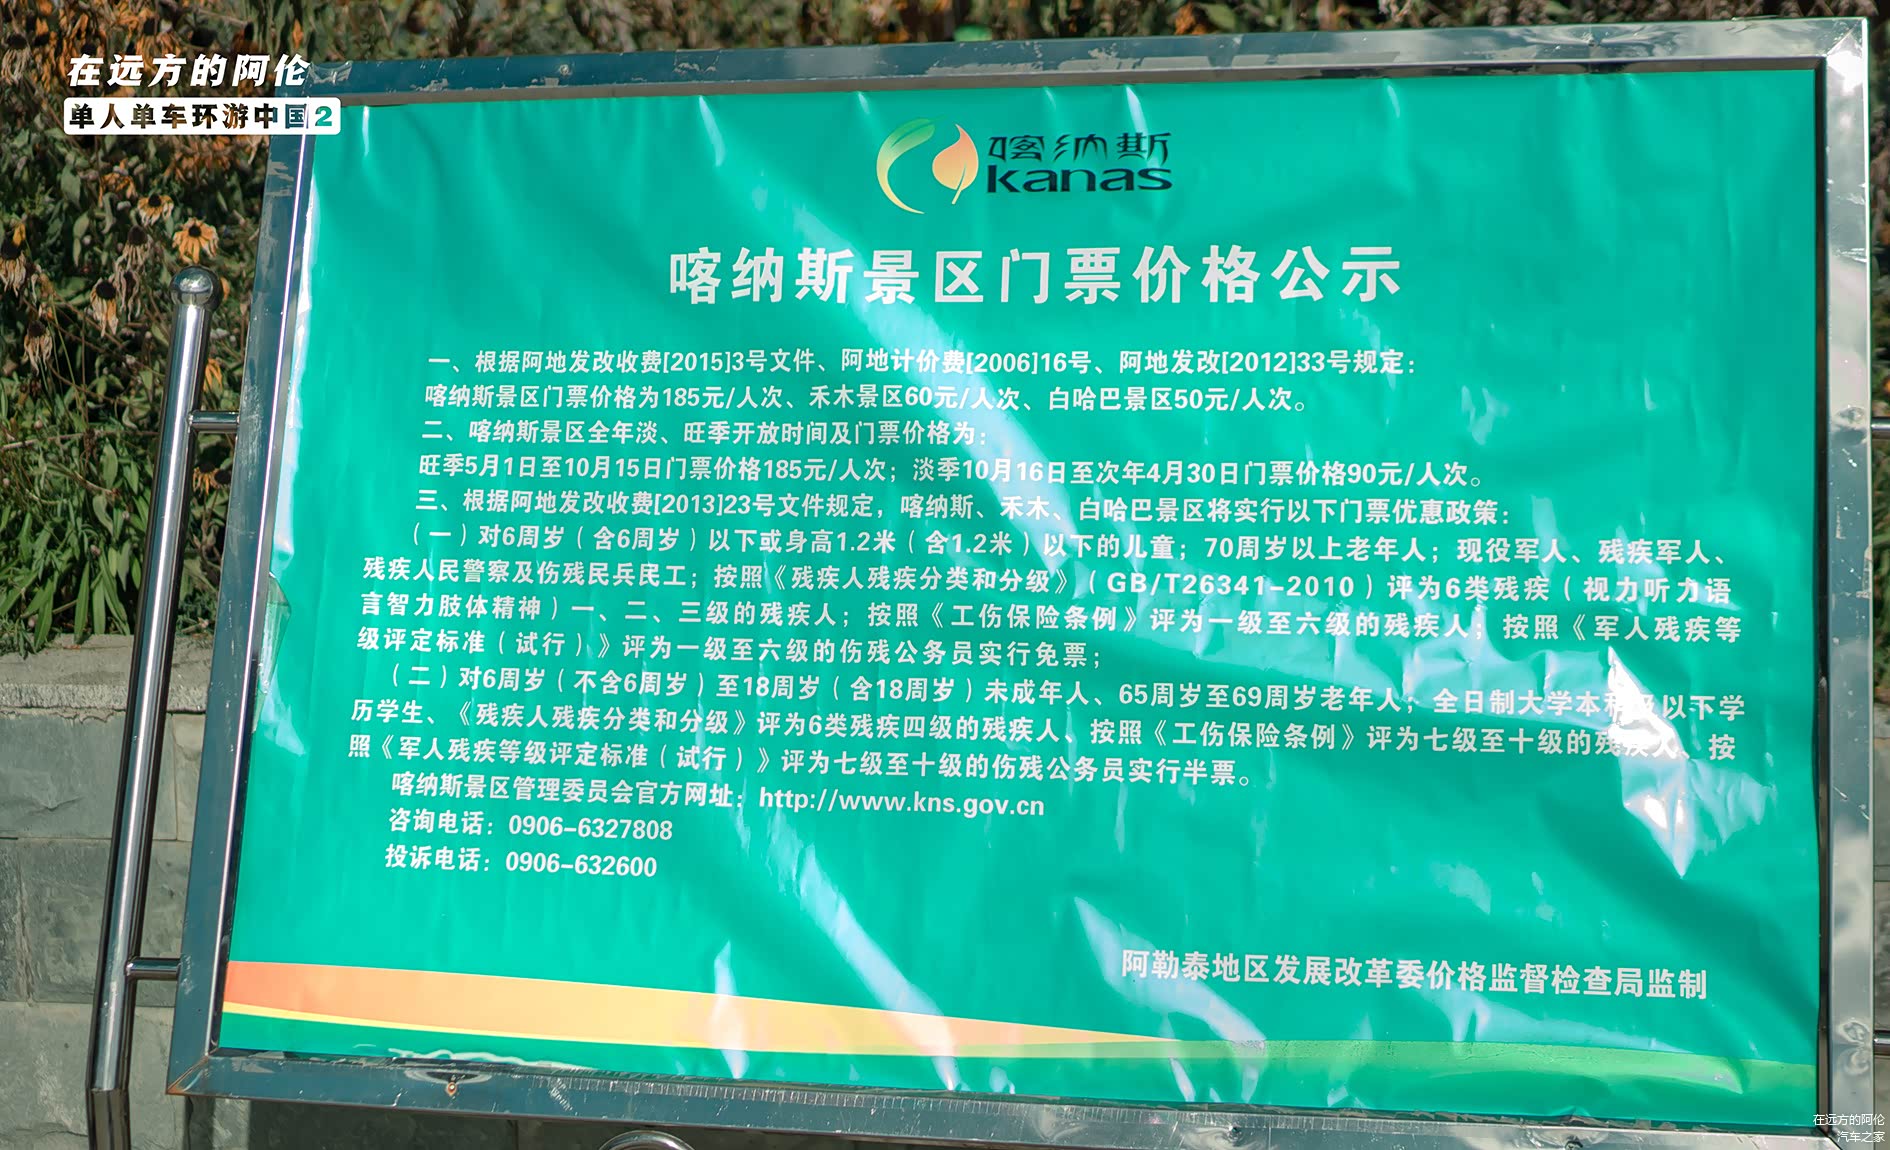 在远方的阿伦
单人单车环游中国2
喀纳斯
kanas
喀纳斯景区门票价格公示
一、根据阿地发改收费[2015]3号文件、阿地计价费[2006]16号、阿地发改[2012]33号规定：
喀纳斯景区门票价格为185元/人次、禾木景区60元/人次、白哈巴景区50元/人次。
二、喀纳斯景区全年淡、旺季开放时间及门票价格为：
旺季5月1日至10月15日门票价格185元/人次；淡季10月16日至次年4月30日门票价格90元/人次。
三、根据阿地发改收费[2013]23号文件规定，喀纳斯、禾木、白哈巴景区将实行以下门票优惠政策：
（一）对6周岁（含6周岁）以下或身高1.2米（含1.2米）以下的儿童；70周岁以上老年人；现役军人、残疾军人、
残疾人民警察及伤残民兵民工；按照《残疾人残疾分类和分级》（GB/T26341-2010）评为6类残疾（视力听力语
言智力肢体精神）一、二、三级的残疾人；按照《工伤保险条例》评为一级至六级的残疾人；按照《军人残疾等
级评定标准（试行）》评为一级至六级的伤残公务员实行免票；
（二）对6周岁（不含6周岁）至18周岁（含18周岁）未成年人、65周岁至69周岁老年人；全日制大学本科及以下学
历学生、《残疾人残疾分类和分级》评为6类残疾四级的残疾人、按照《工伤保险条例》评为七级至十级的残疾人、按
照《军人残疾等级评定标准（试行）》评为七级至十级的伤残公务员实行半票。
喀纳斯景区管理委员会官方网址：http://www.kns.gov.cn
咨询电话：0906-6327808
投诉电话：0906-632600
阿勒泰地区发展改革委价格监督检查局监制
在远方的阿伦
汽车之家